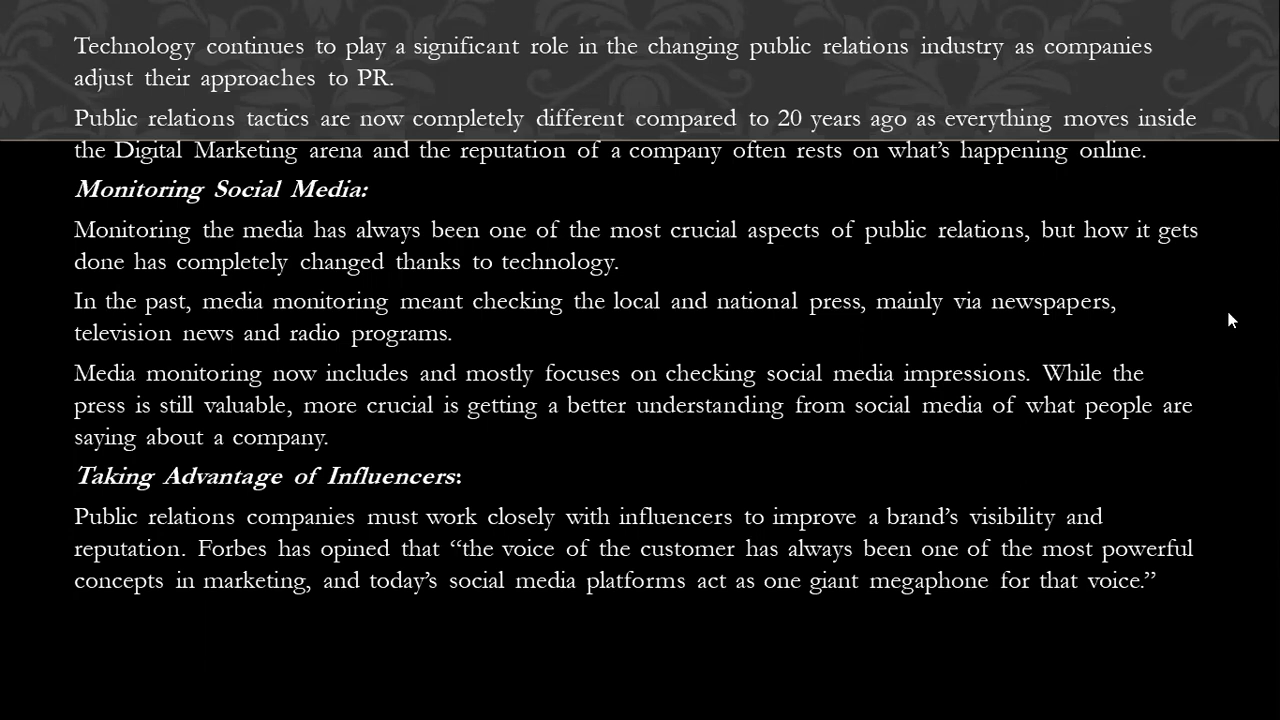 Technology continues to play a significant role in the changing public relations industry as companies
adjust their approaches to PR.
Public relations tactics are now completely different compared to 20 years ago as everything moves inside
the Digital Marketing arena and the reputation of a company often rests on what’s happening online.
Monitoring Social Media:
Monitoring the media has always been one of the most crucial aspects of public relations, but how it gets
done has completely changed thanks to technology.
In the past, media monitoring meant checking the local and national press, mainly via newspapers,
television news and radio programs.
Media monitoring now includes and mostly focuses on checking social media impressions. While the
press is still valuable, more crucial is getting a better understanding from social media of what people are
saying about a company.
Taking Advantage of Influencers:
Public relations companies must work closely with influencers to improve a brand’s visibility and
reputation. Forbes has opined that “the voice of the customer has always been one of the most powerful
concepts in marketing, and today’s social media platforms act as one giant megaphone for that voice.”